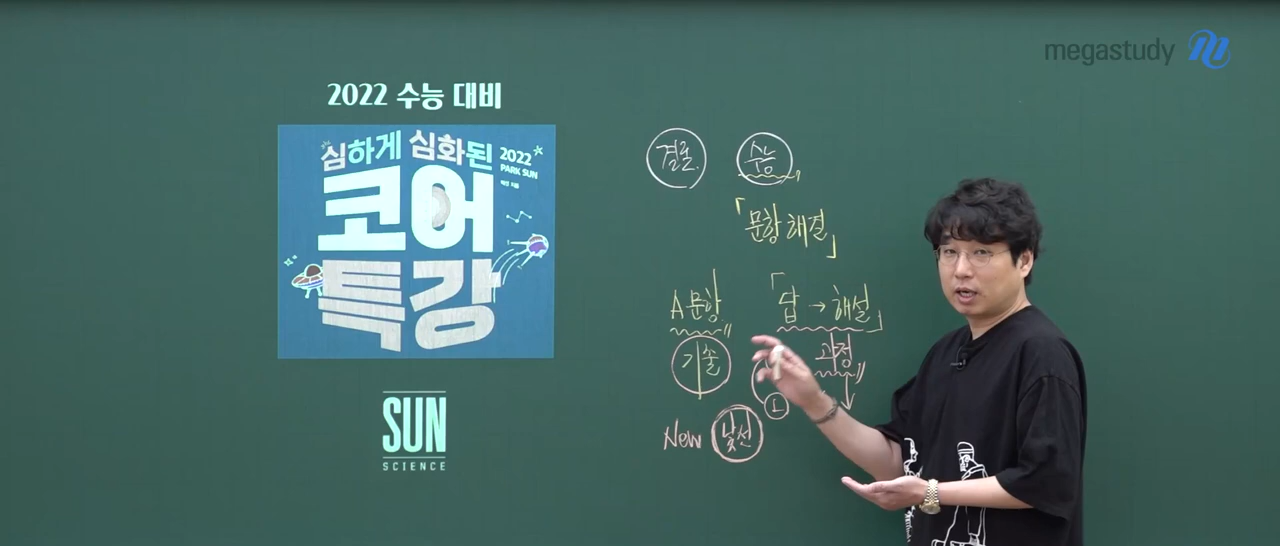 megastudy
2022 수능 대비
심하게 심화된
2022
PARK SUN
코어
특강
SUN
SCIENCE
결론 수능
「문항 해결」
A 문항 「답 → 해설」
기술 과정
New 낯선